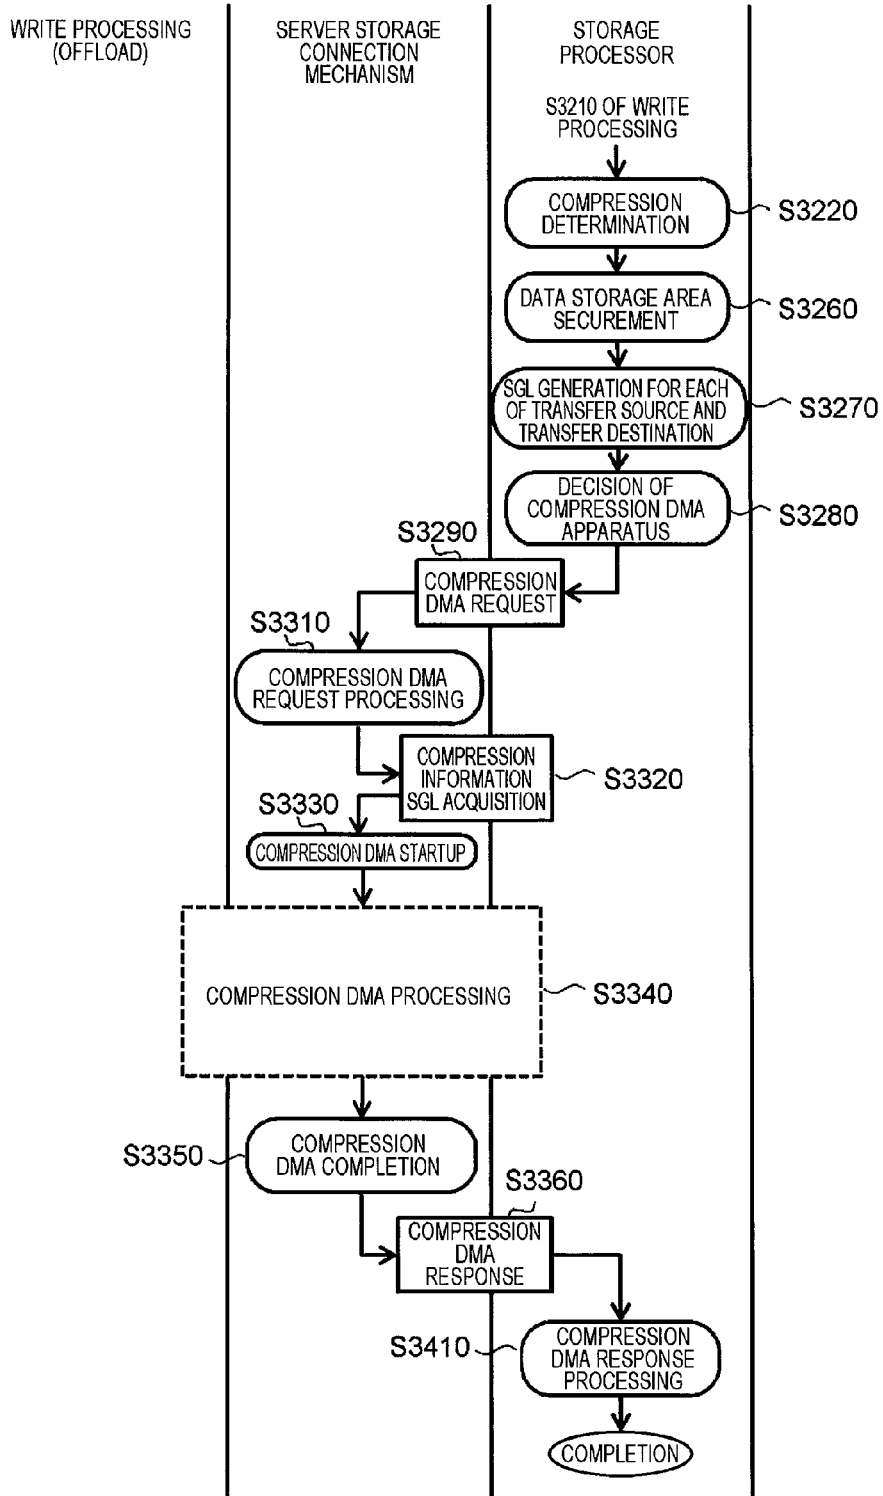 WRITE PROCESSING
(OFFLOAD)
SERVER STORAGE
CONNECTION
MECHANISM
STORAGE
PROCESSOR
S3210 OF WRITE
PROCESSING
COMPRESSION
DETERMINATION
S3220
DATA STORAGE AREA
SECUREMENT
S3260
SGL GENERATION FOR EACH
OF TRANSFER SOURCE AND
TRANSFER DESTINATION
S3270
DECISION OF
COMPRESSION DMA
APPARATUS
S3280
S3290
COMPRESSION
DMA REQUEST
S3310
COMPRESSION DMA
REQUEST PROCESSING
COMPRESSION
INFORMATION
SGL ACQUISITION
S3320
S3330
COMPRESSION DMA STARTUP
COMPRESSION DMA PROCESSING
S3340
S3350
COMPRESSION
DMA COMPLETION
S3360
COMPRESSION
DMA
RESPONSE
S3410
COMPRESSION
DMA RESPONSE
PROCESSING
COMPLETION